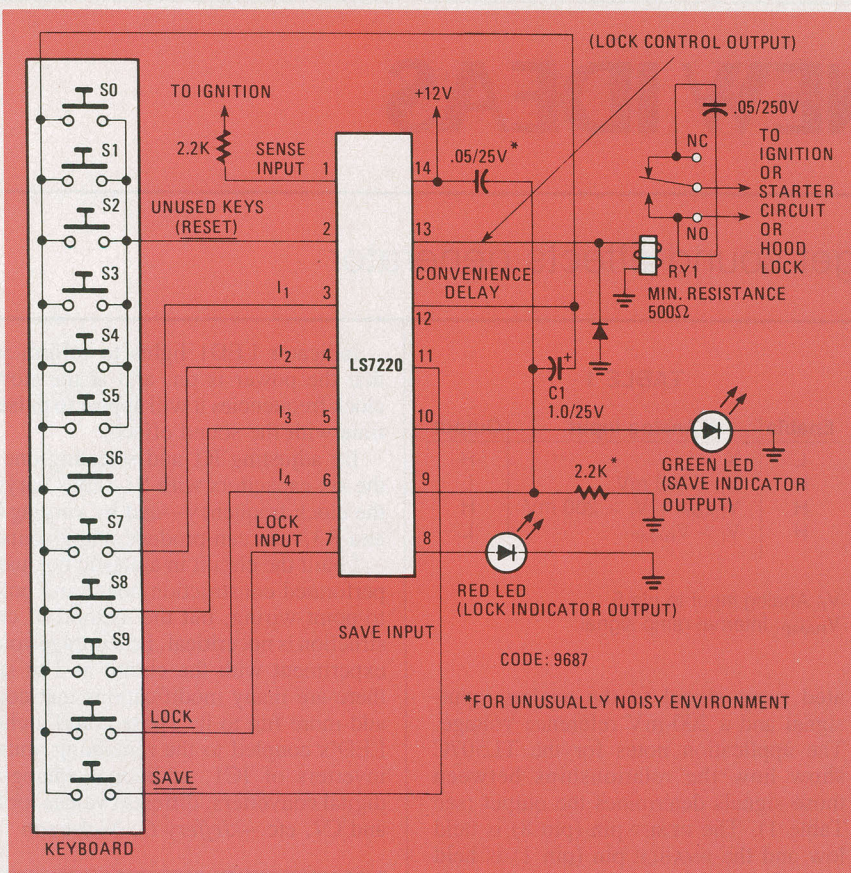 (LOCK CONTROL OUTPUT)
S0
S1
S2
S3
S4
S5
S6
S7
S8
S9
LOCK
SAVE
KEYBOARD
TO IGNITION
2.2K
SENSE
INPUT
UNUSED KEYS
(RESET)
I1
I2
I3
I4
LOCK
INPUT
1
2
3
4
5
6
7
LS7220
14
13
12
11
10
9
8
+12V
.05/25V*
CONVENIENCE
DELAY
+
C1
1.0/25V
.05/250V
NC
NO
TO
IGNITION
OR
STARTER
CIRCUIT
OR
HOOD
LOCK
RY1
MIN. RESISTANCE
500Ω
GREEN LED
(SAVE INDICATOR
OUTPUT)
2.2K*
RED LED
(LOCK INDICATOR OUTPUT)
SAVE INPUT
CODE: 9687
*FOR UNUSUALLY NOISY ENVIRONMENT